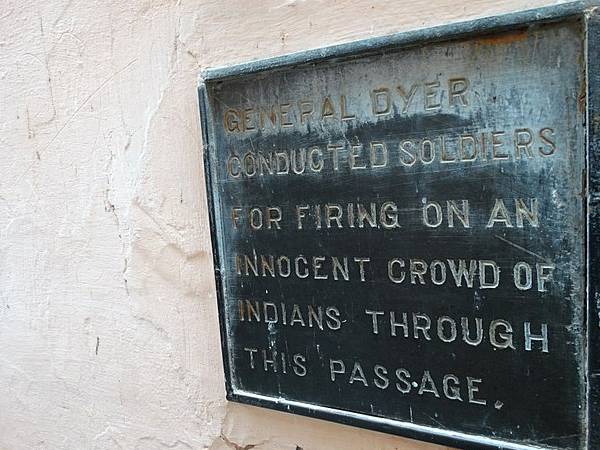 GENERAL DYER
CONDUCTED SOLDIERS
FOR FIRING ON AN
INNOCENT CROWD OF
INDIANS THROUGH
THIS PASSAGE.